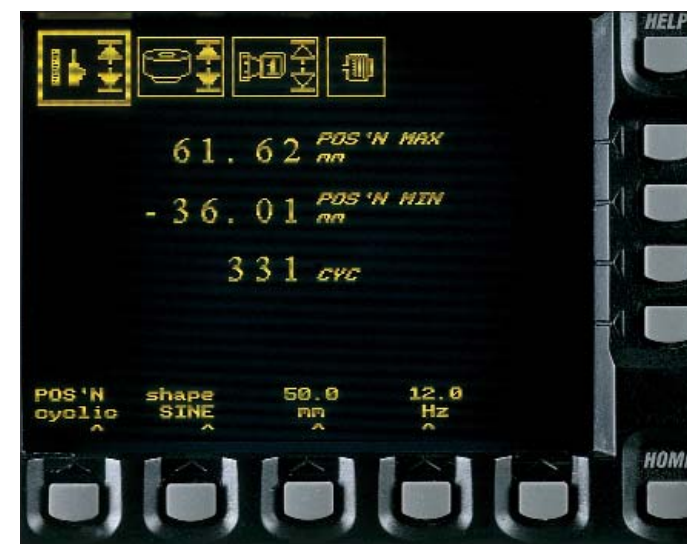 HELP
1
61.62 POS'N MAX
mm
-36.01 POS'N MIN
mm
331 CYC
POS'N shape 50.0 12.0
cyclic SINE mm Hz
HOME